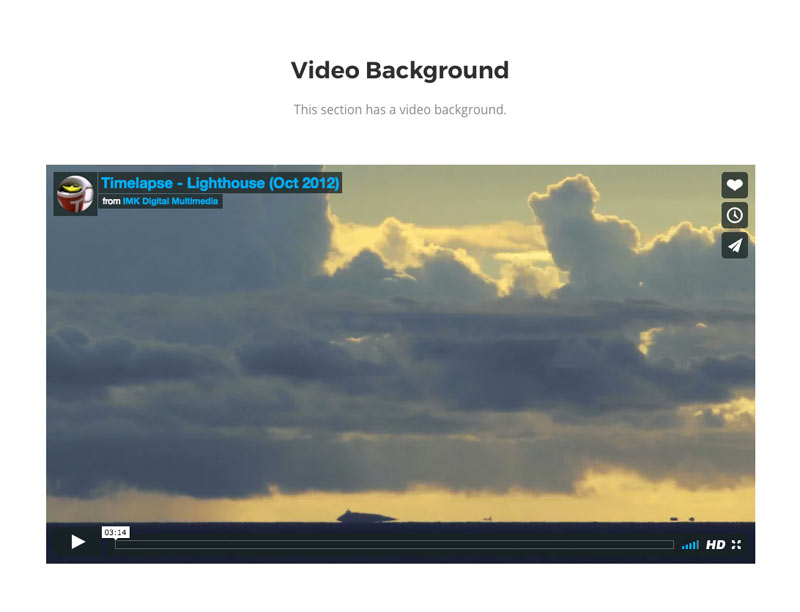 Video Background
This section has a video background.
Timelapse - Lighthouse (Oct 2012)
from IMK Digital Multimedia
03:14
HD